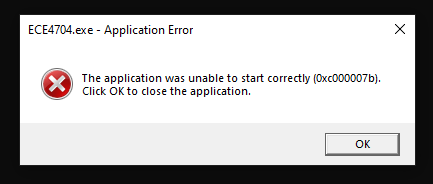 ECE4704.exe - Application Error
The application was unable to start correctly (0xc000007b).
Click OK to close the application.
OK